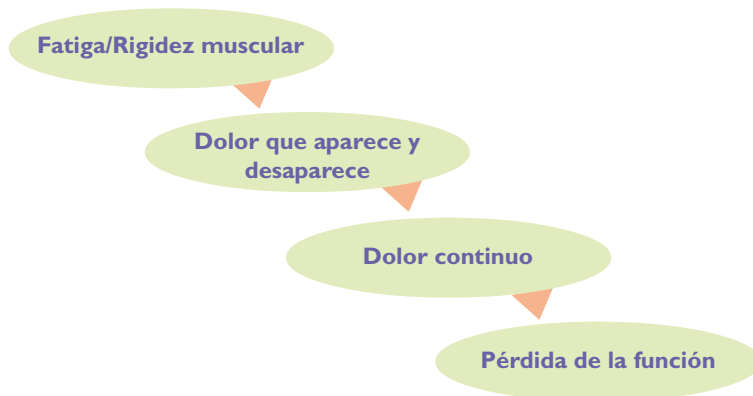 Fatiga/Rigidez muscular
Dolor que aparece y
desaparece
Dolor continuo
Pérdida de la función